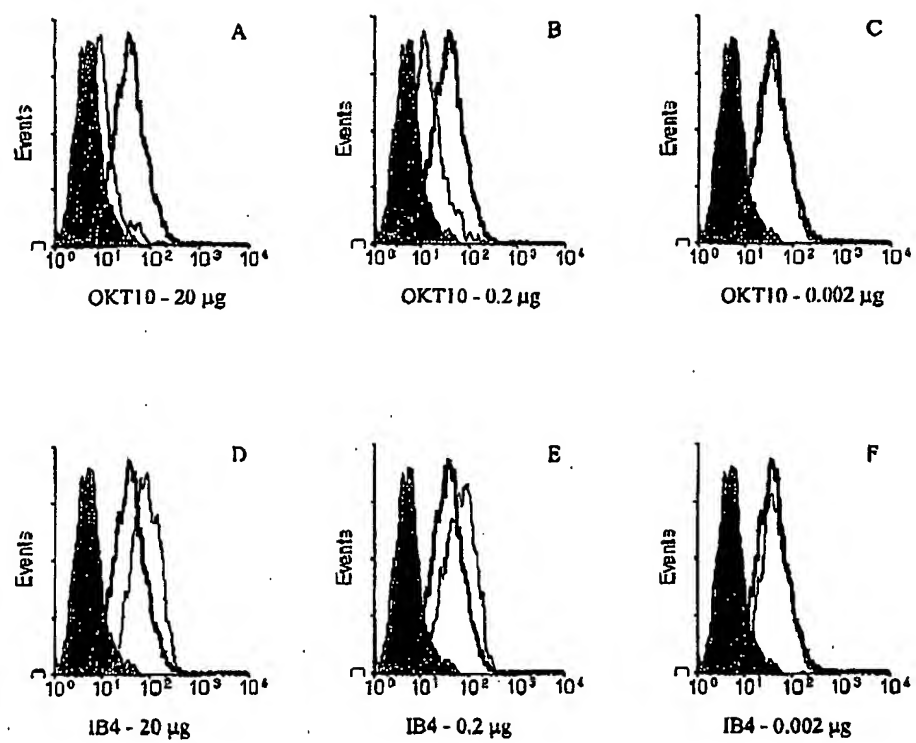 A
B
C
Events
Events
Events
10⁰ 10¹ 10² 10³ 10⁴
10⁰ 10¹ 10² 10³ 10⁴
10⁰ 10¹ 10² 10³ 10⁴
OKT10 - 20 μg
OKT10 - 0.2 μg
OKT10 - 0.002 μg
D
E
F
Events
Events
Events
10⁰ 10¹ 10² 10³ 10⁴
10⁰ 10¹ 10² 10³ 10⁴
10⁰ 10¹ 10² 10³ 10⁴
IB4 - 20 μg
IB4 - 0.2 μg
IB4 - 0.002 μg